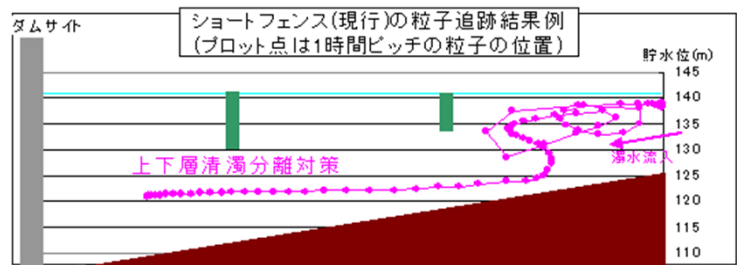 ダムサイト
ショートフェンス(現行)の粒子追跡結果例
(プロット点は1時間ピッチの粒子の位置)
貯水位(m)
145
140
135
130
濁水流入
上下層清濁分離対策
125
120
115
110